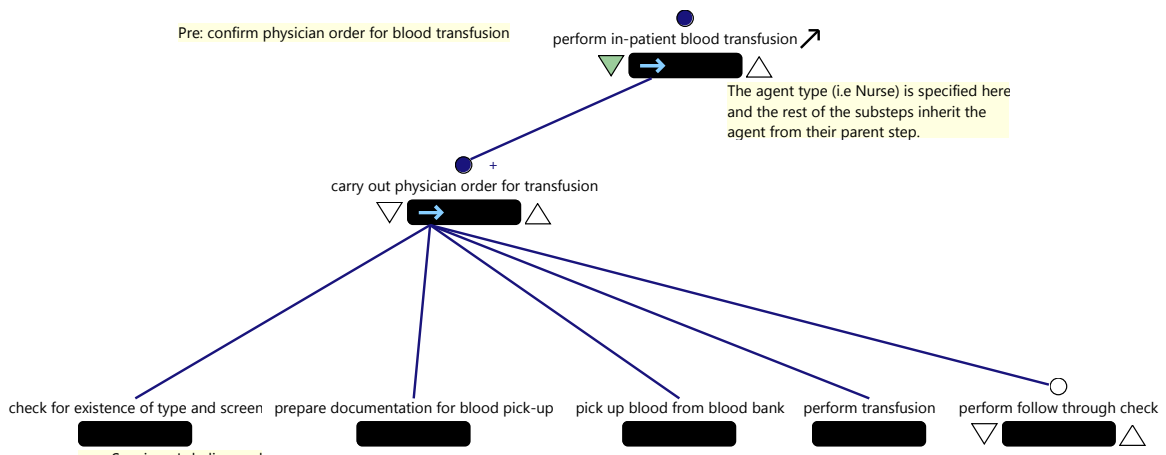 Pre: confirm physician order for blood transfusion
perform in-patient blood transfusion
The agent type (i.e Nurse) is specified here
and the rest of the substeps inherit the
agent from their parent step.
+
carry out physician order for transfusion
check for existence of type and screen
prepare documentation for blood pick-up
pick up blood from blood bank
perform transfusion
perform follow through check